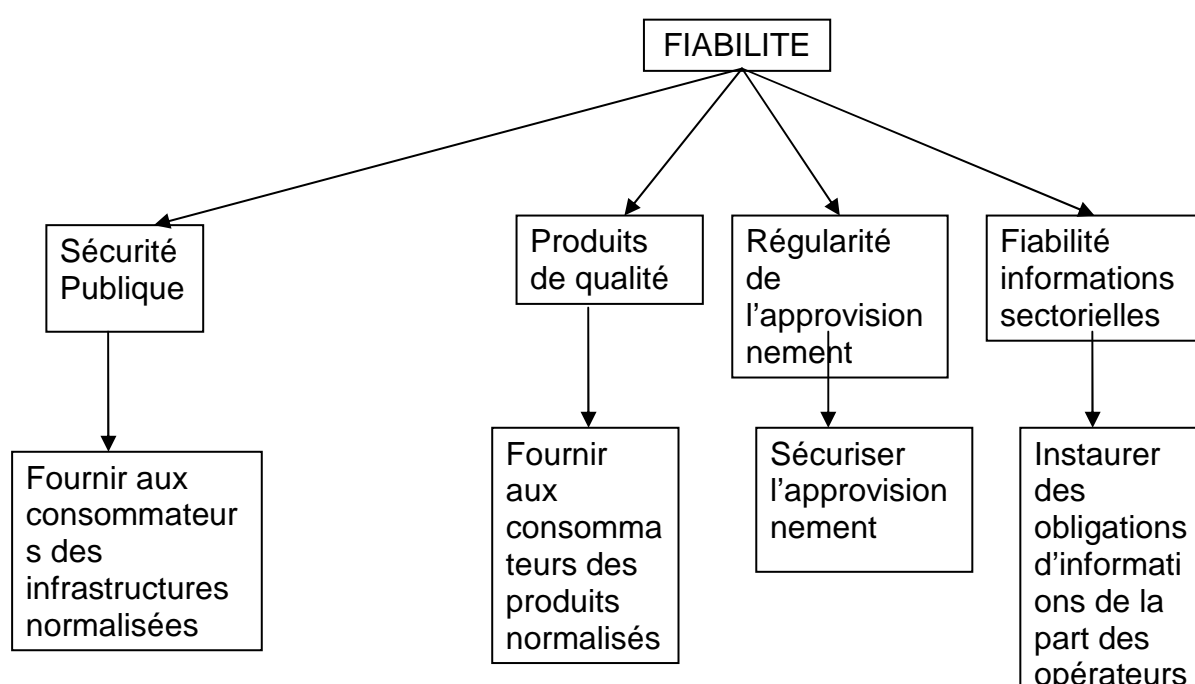 FIABILITE
Sécurité
Publique
Produits
de qualité
Régularité
de
l’approvision
nement
Fiabilité
informations
sectorielles
Fournir aux
consommateur
s des
infrastructures
normalisées
Fournir
aux
consomma
teurs des
produits
normalisés
Sécuriser
l’approvision
nement
Instaurer
des
obligations
d’informati
ons de la
part des
opérateurs